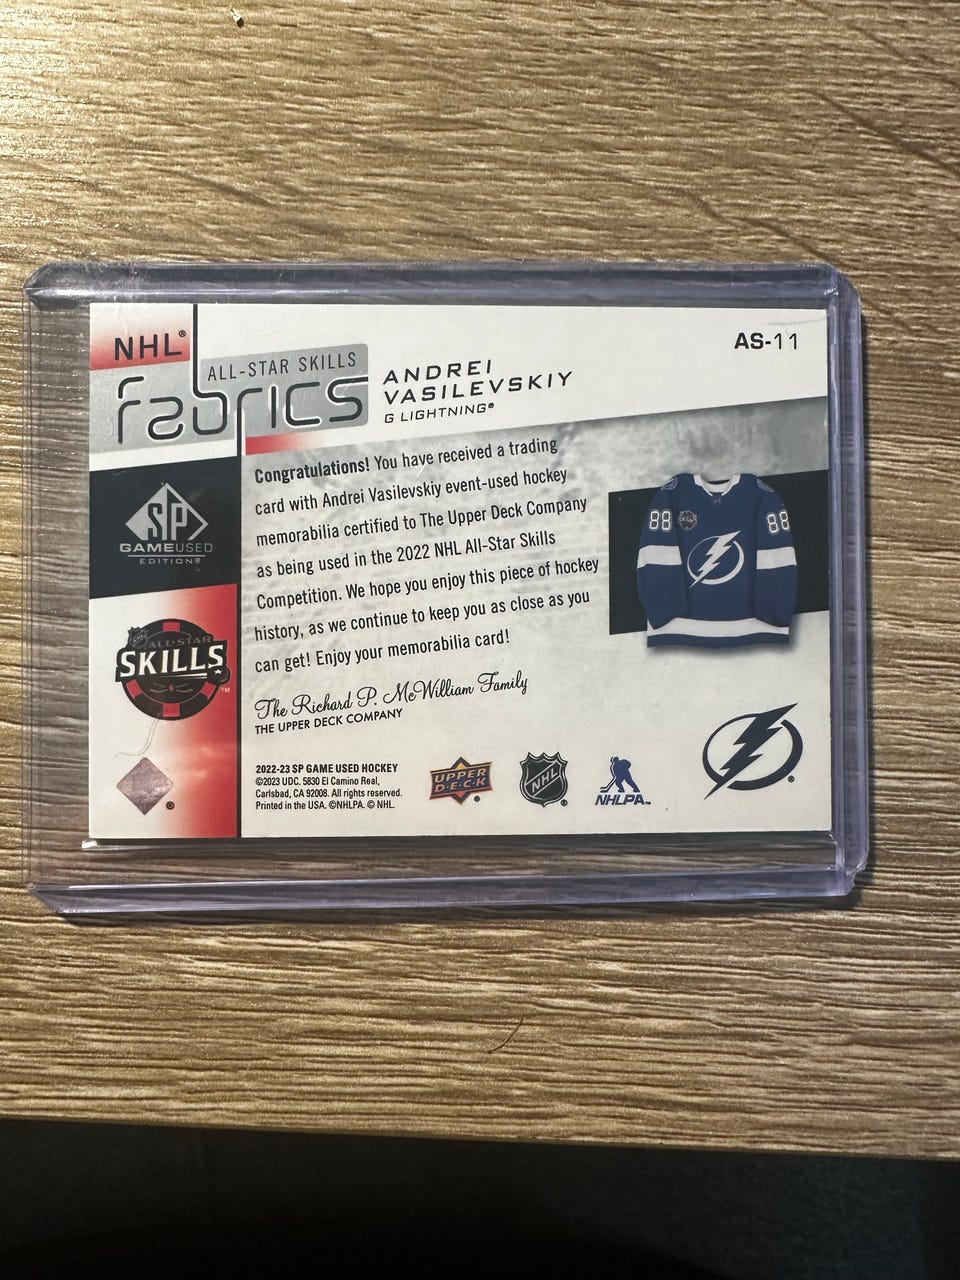 NHL®
ALL-STAR SKILLS
fabrics
ANDREI
VASILEVSKIY
G LIGHTNING®
AS-11
Congratulations! You have received a trading
card with Andrei Vasilevskiy event-used hockey
memorabilia certified to The Upper Deck Company
as being used in the 2022 NHL All-Star Skills
Competition. We hope you enjoy this piece of hockey
history, as we continue to keep you as close as you
can get! Enjoy your memorabilia card!
The Richard P. McWilliam Family
THE UPPER DECK COMPANY
SP
GAMEUSED
EDITION®
88
88
NHL
ALL-STAR
SKILLS
TM
®
2022-23 SP GAME USED HOCKEY
©2023 UDC. 5830 El Camino Real,
Carlsbad, CA 92008. All rights reserved.
Printed in the USA. ©NHLPA. © NHL.
UPPER
D·E·C·K
®
NHL
®
NHLPA™
®